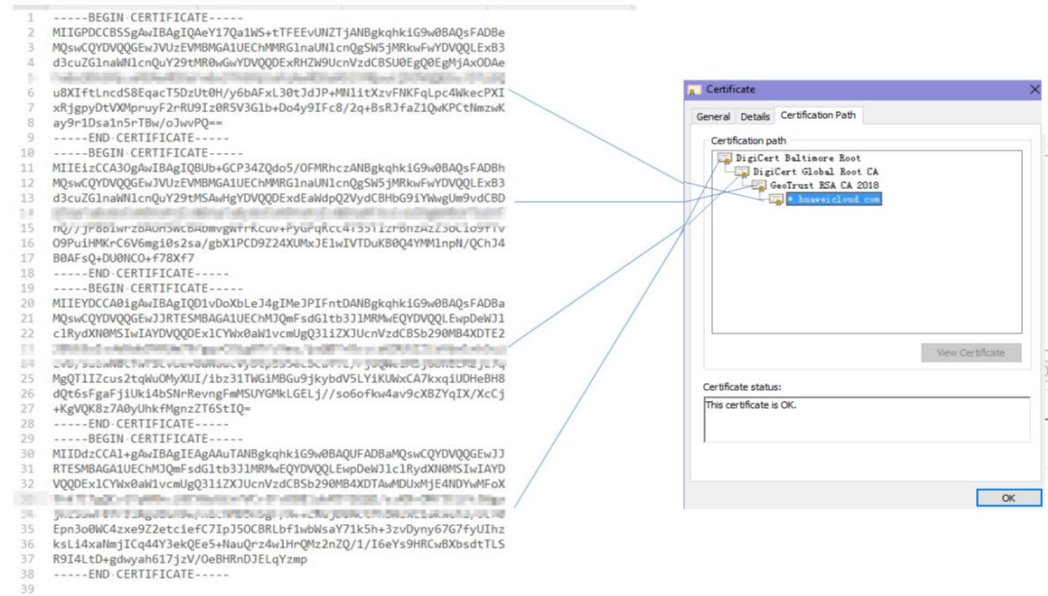 1 -----BEGIN CERTIFICATE-----
2 MIIGPDCCBSSgAwIBAgIQAeY17Qa1WS+tTFEEvUNZTjANBgkqhkiG9w0BAQsFADBe
3 MQswCQYDVQQGEwJVUzEVMBMGA1UEChMMRGlnaUNlcnQgSW5jMRkwFwYDVQQLExB3
4 d3cuZGlnaWNlcnQuY29tMR0wGwYDVQQDExRHZW9UcnVzdCBSU0EgQ0EgMjAxODAe
6 u8XIftLncdS8EqacT5DzUt0H/y6bAFxL30tJdJP+MNlitXzvFNKFqLpc4WkecPXI
7 xRjgpyDtVXMpruyF2rRU9Iz0R5V3Glb+Do4y9IFc8/2q+BsRJfaZ1QwKPCtNmzwK
8 ay9r1Dsa1n5rTBw/oJwvPQ==
9 -----END CERTIFICATE-----
10 -----BEGIN CERTIFICATE-----
11 MIIEizCCA3OgAwIBAgIQBUb+GCP34ZQdo5/OFMRhczANBgkqhkiG9w0BAQsFADBh
12 MQswCQYDVQQGEwJVUzEVMBMGA1UEChMMRGlnaUNlcnQgSW5jMRkwFwYDVQQLExB3
13 d3cuZGlnaWNlcnQuY29tMSAwHgYDVQQDExdEaWdpQ2VydCBHbG9iYWwgUm9vdCBD
15
16 O9PuiHMKrC6V6mgi0s2sa/gbXlPCD9Z24XUMxJElwIVTDuKB0Q4YMMlnpN/QChJ4
17 B0AFsQ+DU0NCO+f78Xf7
18 -----END CERTIFICATE-----
19 -----BEGIN CERTIFICATE-----
20 MIIEYDCCA0igAwIBAgIQD1vDoXbLeJ4gIMeJPIFntDANBgkqhkiG9w0BAQsFADBa
21 MQswCQYDVQQGEwJJRTESMBAGA1UEChMJQmFsdGltb3JlMRMwEQYDVQQLEwpDeWJl
22 clRydXN0MSIwIAYDVQQDExlCYWx0aW1vcmUgQ3liZXJUcnVzdCBSb290MB4XDTE2
25 MgQTlIZcus2tqWuOMyXUI/ibz31TWGiMBGu9jkybdV5LYiKUWxCA7kxqiUDHeBH8
26 dQt6sFgaFjiUki4bSNrRevngFmMSUYGMkLGELj//so6ofkw4av9cXBZYqIX/XcCj
27 +KgVQK8z7A0yUhkfMgnzZT6StIQ=
28 -----END CERTIFICATE-----
29 -----BEGIN CERTIFICATE-----
30 MIIDdzCCAl+gAwIBAgIEAgAAuTANBgkqhkiG9w0BAQUFADBaMQswCQYDVQQGEwJJ
31 RTESMBAGA1UEChMJQmFsdGltb3JlMRMwEQYDVQQLEwpDeWJlclRydXN0MSIwIAYD
32 VQQDExlCYWx0aW1vcmUgQ3liZXJUcnVzdCBSb290MB4XDTAwMDUxMjE4NDYwMFoX
35 Epn3o0WC4zxe9Z2etciefC7IpJ5OCBRLbf1wbWsaY71k5h+3zvDyny67G7fyUIhz
36 ksLi4xaNmjICq44Y3ekQEe5+NauQrz4wlHrQMz2nZQ/1/I6eYs9HRCwBXbsdtTLS
37 R9I4LtD+gdwyah617jzV/OeBHRnDJELqYzmp
38 -----END CERTIFICATE-----
39
Certificate
General Details Certification Path
Certification path
DigiCert Baltimore Root
DigiCert Global Root CA
GeoTrust RSA CA 2018
*.huaweicloud.com
View Certificate
Certificate status:
This certificate is OK.
OK